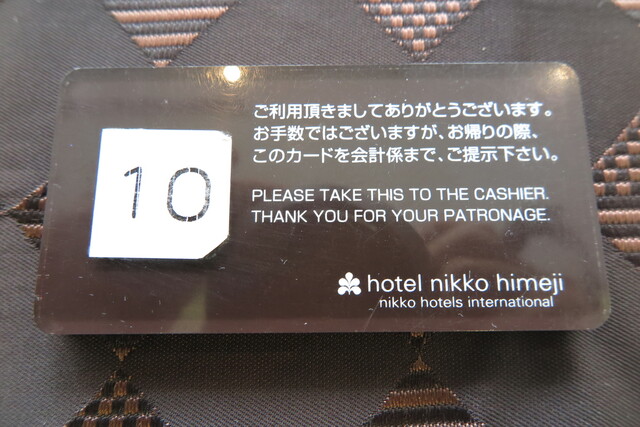 10
ご利用頂きましてありがとうございます。
お手数ではございますが、お帰りの際、
このカードを会計係まで、ご提示下さい。
PLEASE TAKE THIS TO THE CASHIER.
THANK YOU FOR YOUR PATRONAGE.
hotel nikko himeji
nikko hotels international